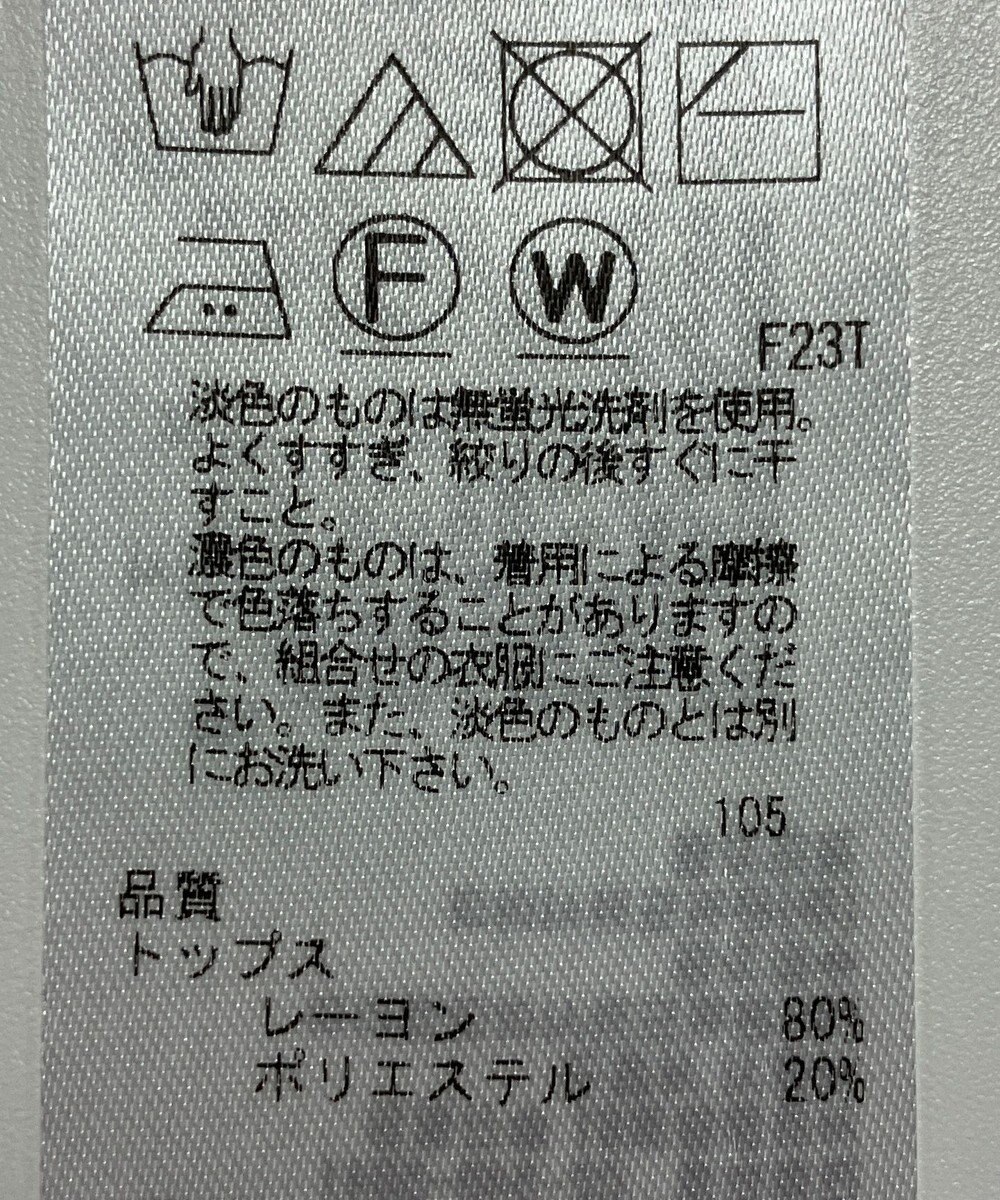 F W
F23T
淡色のものは無蛍光洗剤を使用。
よくすすぎ、絞りの後すぐに干
すこと。
濃色のものは、着用による摩擦
で色落ちすることがありますの
で、組合せの衣服にご注意くだ
さい。また、淡色のものとは別
にお洗い下さい。
105
品質
トップス
レーヨン 80%
ポリエステル 20%